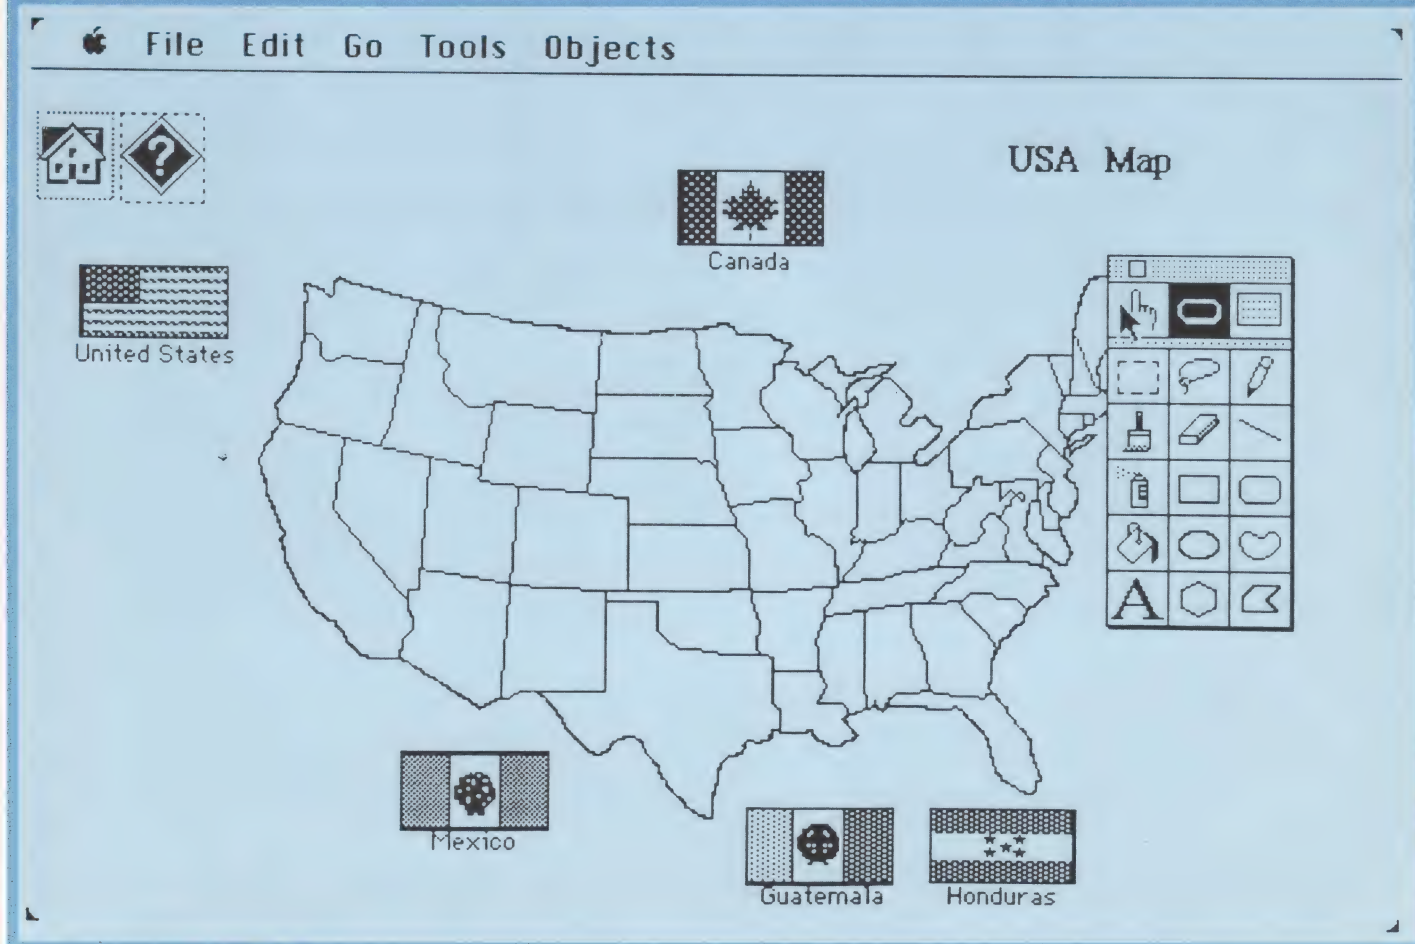 File Edit Go Tools Objects
?
USA Map
Canada
United States
A
Mexico
Guatemala
Honduras